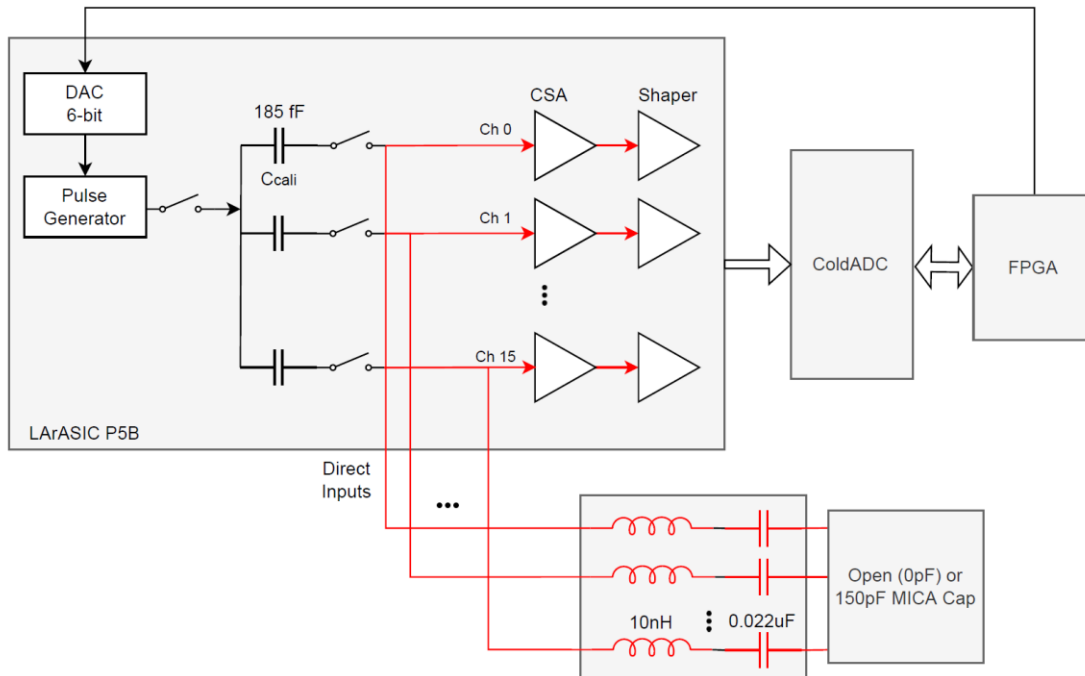 DAC
6-bit
Pulse
Generator
185 fF
Ccali
CSA
Shaper
Ch 0
Ch 1
Ch 15
LArASIC P5B
ColdADC
FPGA
Direct
Inputs
10nH
0.022uF
Open (0pF) or
150pF MICA Cap